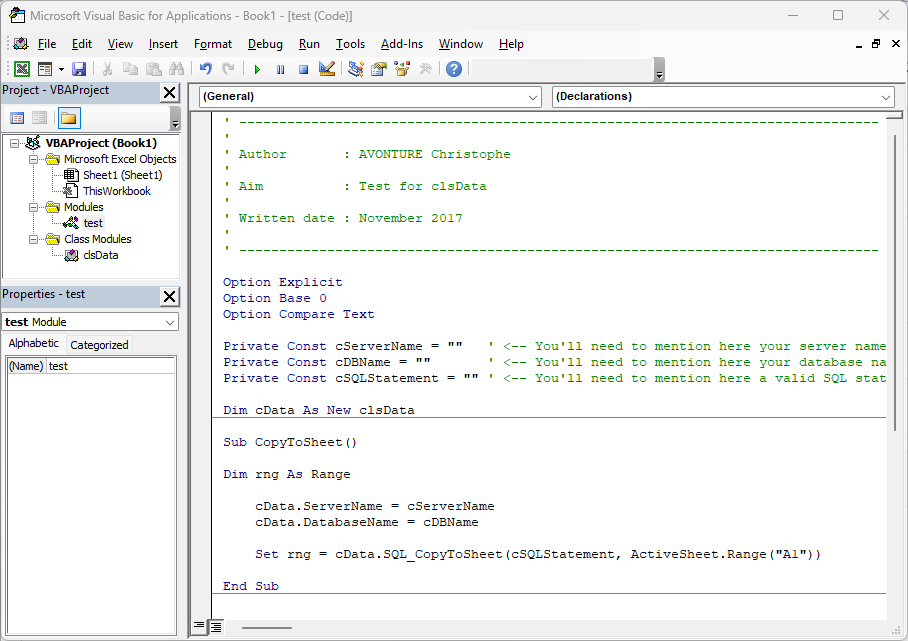 Microsoft Visual Basic for Applications - Book1 - [test (Code)]
File Edit View Insert Format Debug Run Tools Add-Ins Window Help
Project - VBAProject
VBAProject (Book1)
Microsoft Excel Objects
Sheet1 (Sheet1)
ThisWorkbook
Modules
test
Class Modules
clsData
Properties - test
test Module
Alphabetic Categorized
(Name) test
(General) (Declarations)
' --------------------------------------------------------------------------------
'
' Author       : AVONTURE Christophe
'
' Aim          : Test for clsData
'
' Written date : November 2017
'
' --------------------------------------------------------------------------------
Option Explicit
Option Base 0
Option Compare Text
Private Const cServerName = ""   ' <-- You'll need to mention here your server name
Private Const cDBName = ""       ' <-- You'll need to mention here your database na
Private Const cSQLStatement = "" ' <-- You'll need to mention here a valid SQL stat
Dim cData As New clsData
Sub CopyToSheet()
Dim rng As Range
    cData.ServerName = cServerName
    cData.DatabaseName = cDBName
    Set rng = cData.SQL_CopyToSheet(cSQLStatement, ActiveSheet.Range("A1"))
End Sub